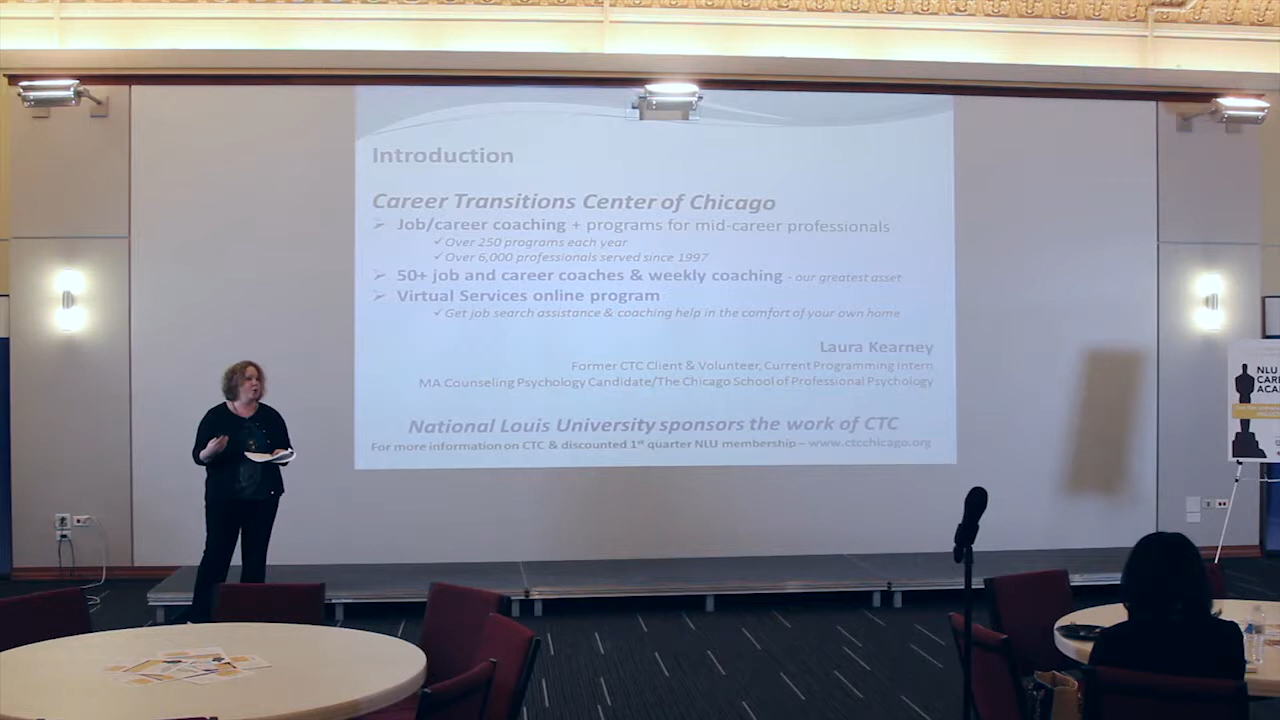 Introduction
Career Transitions Center of Chicago
➢ Job/career coaching + programs for mid-career professionals
✓ Over 250 programs each year
✓ Over 6,000 professionals served since 1997
➢ 50+ job and career coaches & weekly coaching - our greatest asset
➢ Virtual Services online program
✓ Get job search assistance & coaching help in the comfort of your own home
Laura Kearney
Former CTC Client & Volunteer, Current Programming Intern
MA Counseling Psychology Candidate/The Chicago School of Professional Psychology
National Louis University sponsors the work of CTC
For more information on CTC & discounted 1st quarter NLU membership – www.ctcchicago.org
NLU
CARE
ACAD